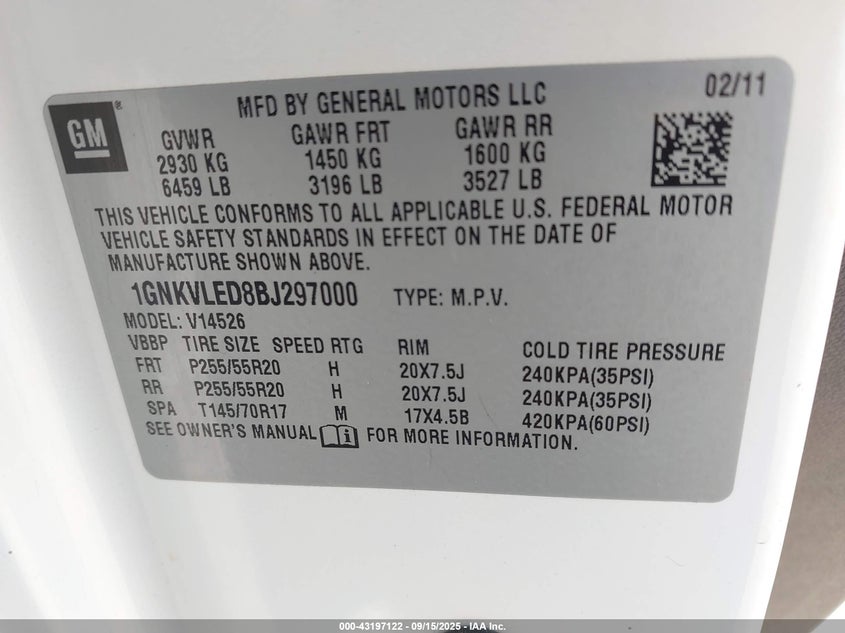 GM ®
MFD BY GENERAL MOTORS LLC 02/11
GVWR GAWR FRT GAWR RR
2930 KG 1450 KG 1600 KG
6459 LB 3196 LB 3527 LB
THIS VEHICLE CONFORMS TO ALL APPLICABLE U.S. FEDERAL MOTOR
VEHICLE SAFETY STANDARDS IN EFFECT ON THE DATE OF
MANUFACTURE SHOWN ABOVE.
1GNKVLED8BJ297000 TYPE: M.P.V.
MODEL: V14526
VBBP TIRE SIZE SPEED RTG RIM COLD TIRE PRESSURE
FRT P255/55R20 H 20X7.5J 240KPA(35PSI)
RR P255/55R20 H 20X7.5J 240KPA(35PSI)
SPA T145/70R17 M 17X4.5B 420KPA(60PSI)
SEE OWNER'S MANUAL FOR MORE INFORMATION.
000-43197122 - 09/15/2025 - IAA Inc.